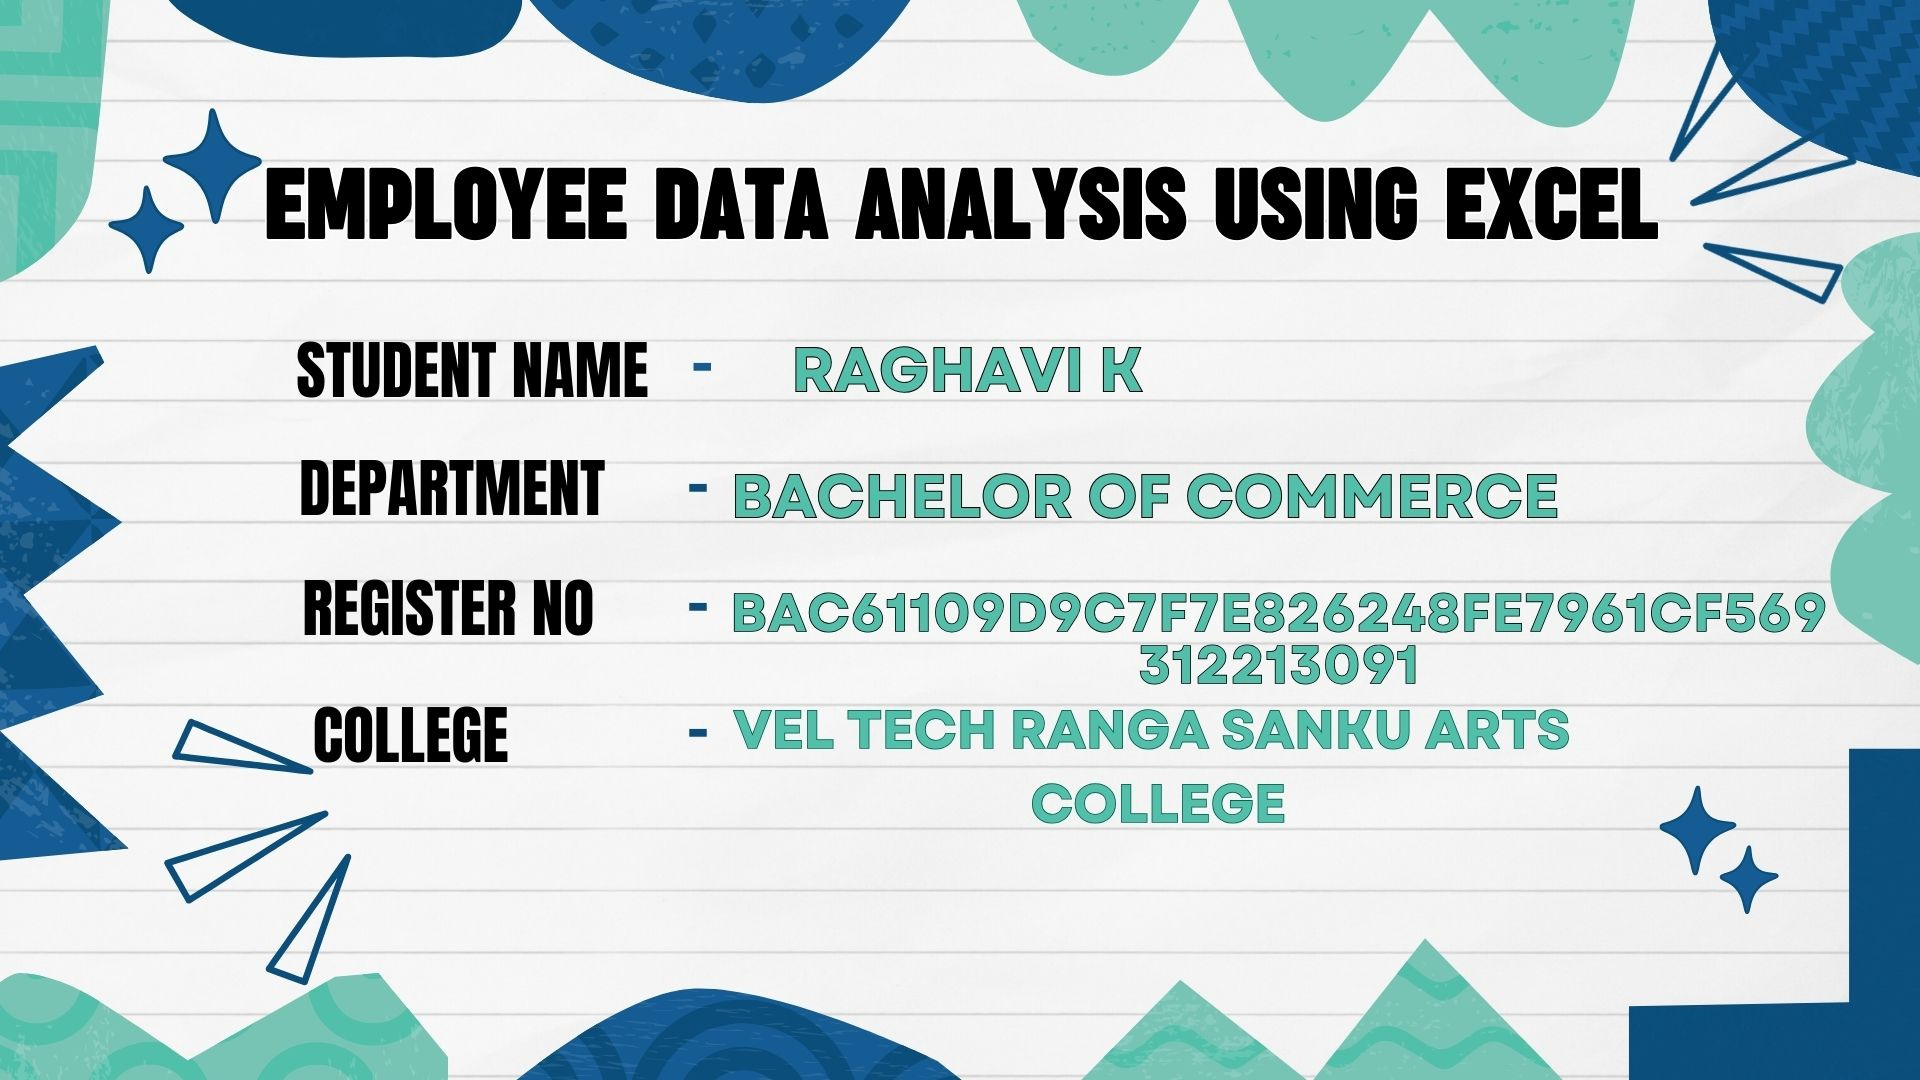 EMPLOYEE DATA ANALYSIS USING EXCEL
STUDENT NAME - RAGHAVI K
DEPARTMENT - BACHELOR OF COMMERCE
REGISTER NO - BAC61109D9C7F7E826248FE7961CF569
312213091
COLLEGE - VEL TECH RANGA SANKU ARTS
COLLEGE